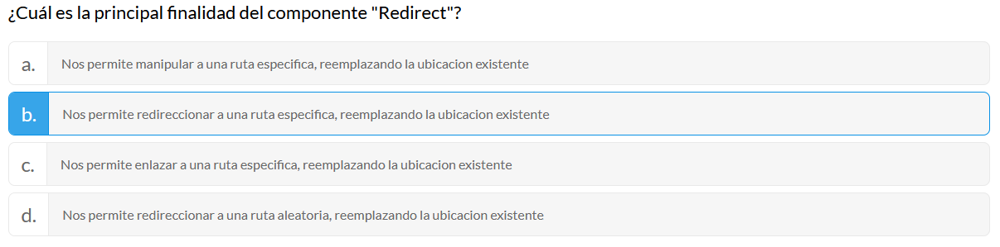 ¿Cuál es la principal finalidad del componente "Redirect"?
a. Nos permite manipular a una ruta especifica, reemplazando la ubicacion existente
b. Nos permite redireccionar a una ruta especifica, reemplazando la ubicacion existente
c. Nos permite enlazar a una ruta especifica, reemplazando la ubicacion existente
d. Nos permite redireccionar a una ruta aleatoria, reemplazando la ubicacion existente